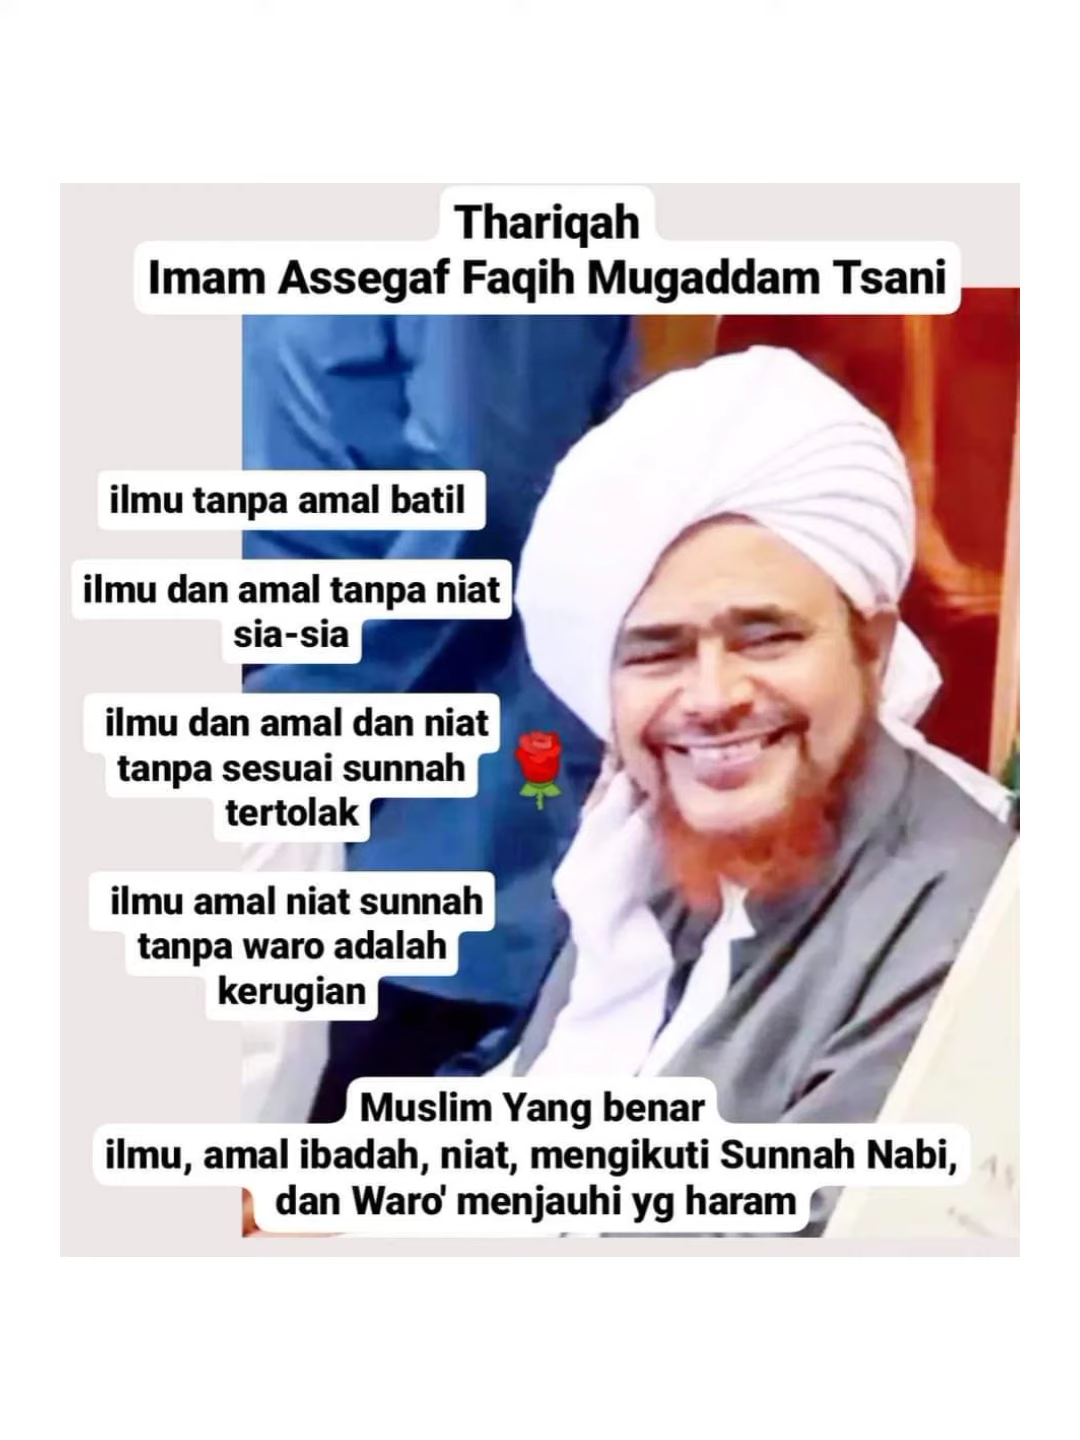 Thariqah
Imam Assegaf Faqih Mugaddam Tsani
ilmu tanpa amal batil
ilmu dan amal tanpa niat
sia-sia
ilmu dan amal dan niat
tanpa sesuai sunnah
tertolak
ilmu amal niat sunnah
tanpa waro adalah
kerugian
Muslim Yang benar
ilmu, amal ibadah, niat, mengikuti Sunnah Nabi,
dan Waro' menjauhi yg haram